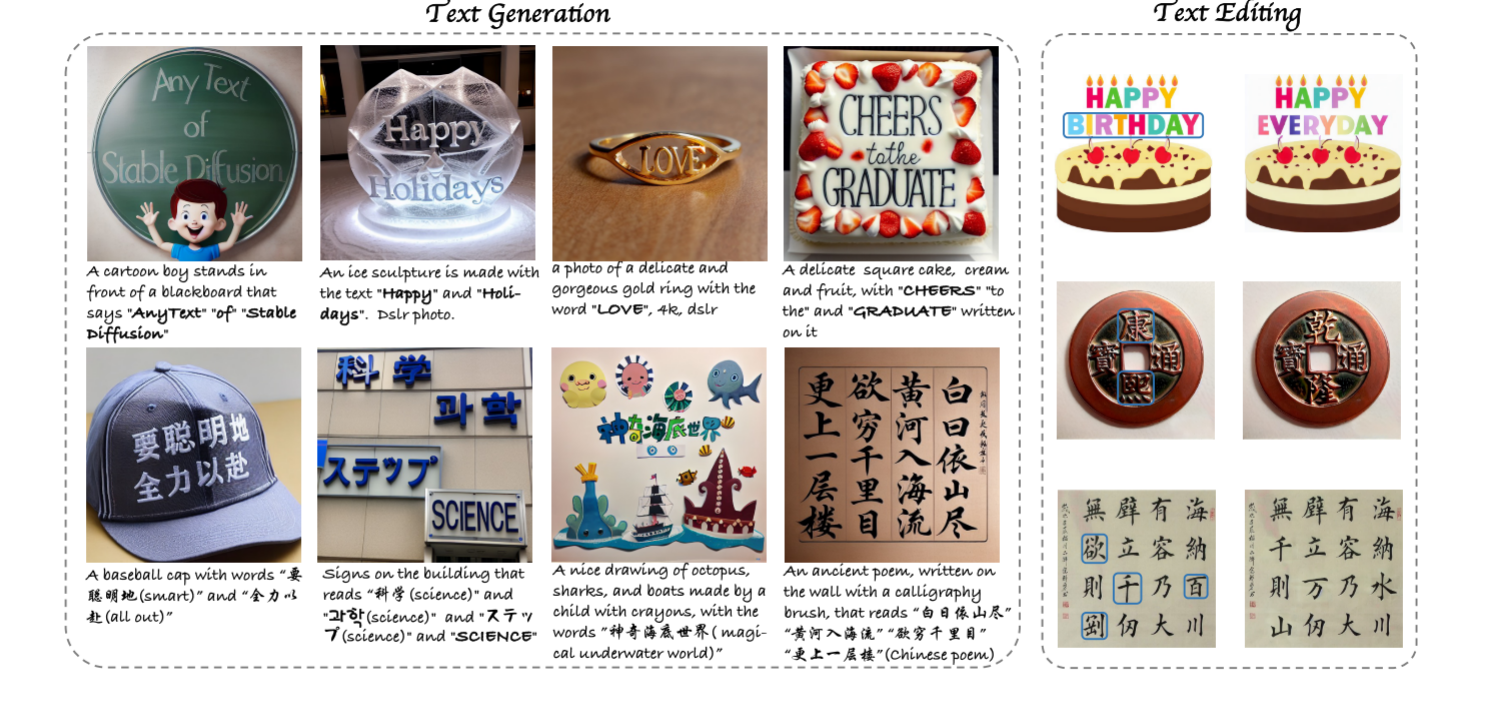 Text Generation
Any Text
of
Stable Diffusion
A cartoon boy stands in
front of a blackboard that
says "AnyText" "of" "Stable
Diffusion"
Happy
Holidays
An ice sculpture is made with
the text "Happy" and "Holi-
days". Dslr photo.
LOVE
a photo of a delicate and
gorgeous gold ring with the
word "LOVE", 4k, dslr
CHEERS
to the
GRADUATE
A delicate square cake, cream
and fruit, with "CHEERS" "to
the" and "GRADUATE" written
on it
要聪明地
全力以赴
A baseball cap with words “要
聪明地(smart)” and “全力以
赴(all out)”
科学
과학
ステップ
SCIENCE
Signs on the building that
reads “科学(science)” and
"과학(science)" and "ステッ
プ(science)" and "SCIENCE"
神奇海底世界
A nice drawing of octopus,
sharks, and boats made by a
child with crayons, with the
words “神奇海底世界( magi-
cal underwater world)”
白日依山尽
黄河入海流
欲穷千里目
更上一层楼
An ancient poem, written on
the wall with a calligraphy
brush, that reads “白日依山尽”
“黄河入海流” “欲穷千里目”
“更上一层楼”(Chinese poem)
Text Editing
HAPPY
BIRTHDAY
HAPPY
EVERYDAY
康
寶 通
熙
乾
寶 通
隆
海納百川
有容乃大
壁立千仞
無欲則剛
海納水川
有容乃大
壁立万仞
無千則山